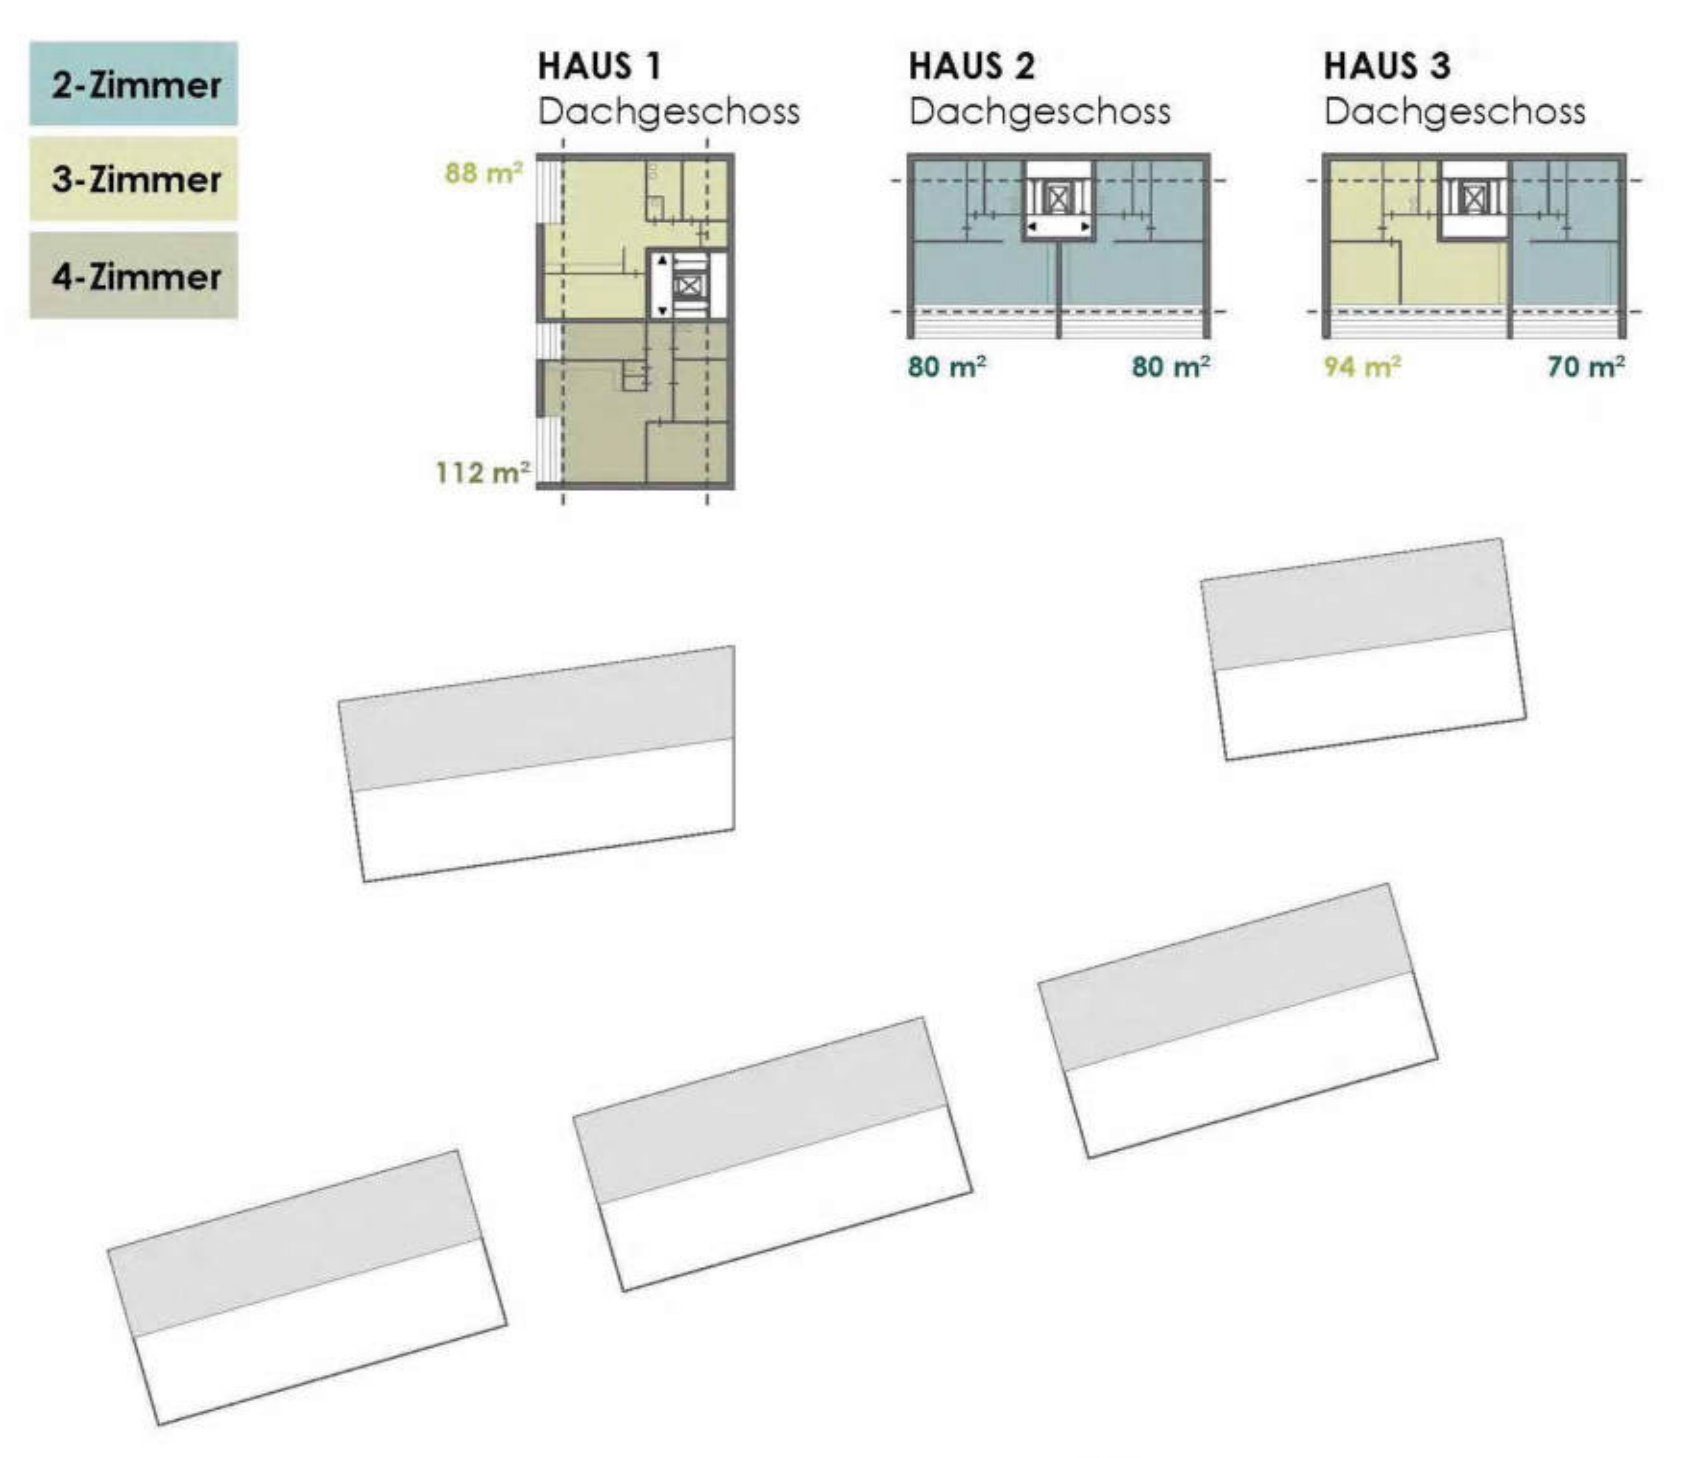 2-Zimmer
3-Zimmer
4-Zimmer
HAUS 1
Dachgeschoss
88 m²
112 m²
HAUS 2
Dachgeschoss
80 m²
80 m²
HAUS 3
Dachgeschoss
94 m²
70 m²